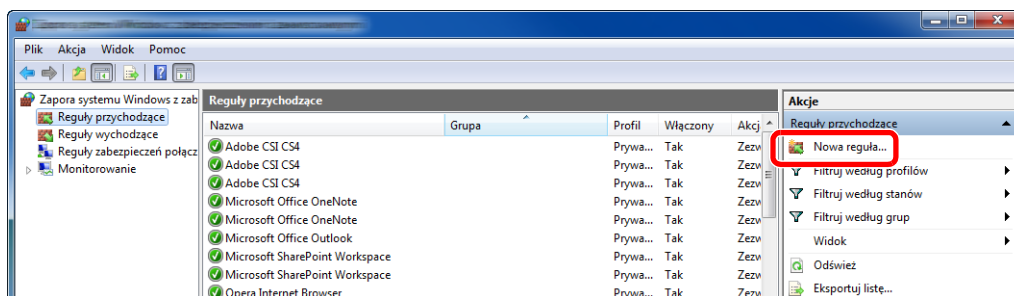 Plik Akcja Widok Pomoc
Zapora systemu Windows z zab
Reguły przychodzące
Reguły wychodzące
Reguły zabezpieczeń połącz
Monitorowanie
Reguły przychodzące
Nazwa Grupa Profil Włączony Akcj
Adobe CSI CS4 Prywa... Tak Zezw
Adobe CSI CS4 Prywa... Tak Zezw
Adobe CSI CS4 Prywa... Tak Zezw
Microsoft Office OneNote Prywa... Tak Zezw
Microsoft Office OneNote Prywa... Tak Zezw
Microsoft Office Outlook Prywa... Tak Zezw
Microsoft SharePoint Workspace Prywa... Tak Zezw
Microsoft SharePoint Workspace Prywa... Tak Zezw
Opera Internet Browser Prywa... Tak Zezw
Akcje
Reguły przychodzące
Nowa reguła...
Filtruj według profilów
Filtruj według stanów
Filtruj według grup
Widok
Odśwież
Eksportuj listę...